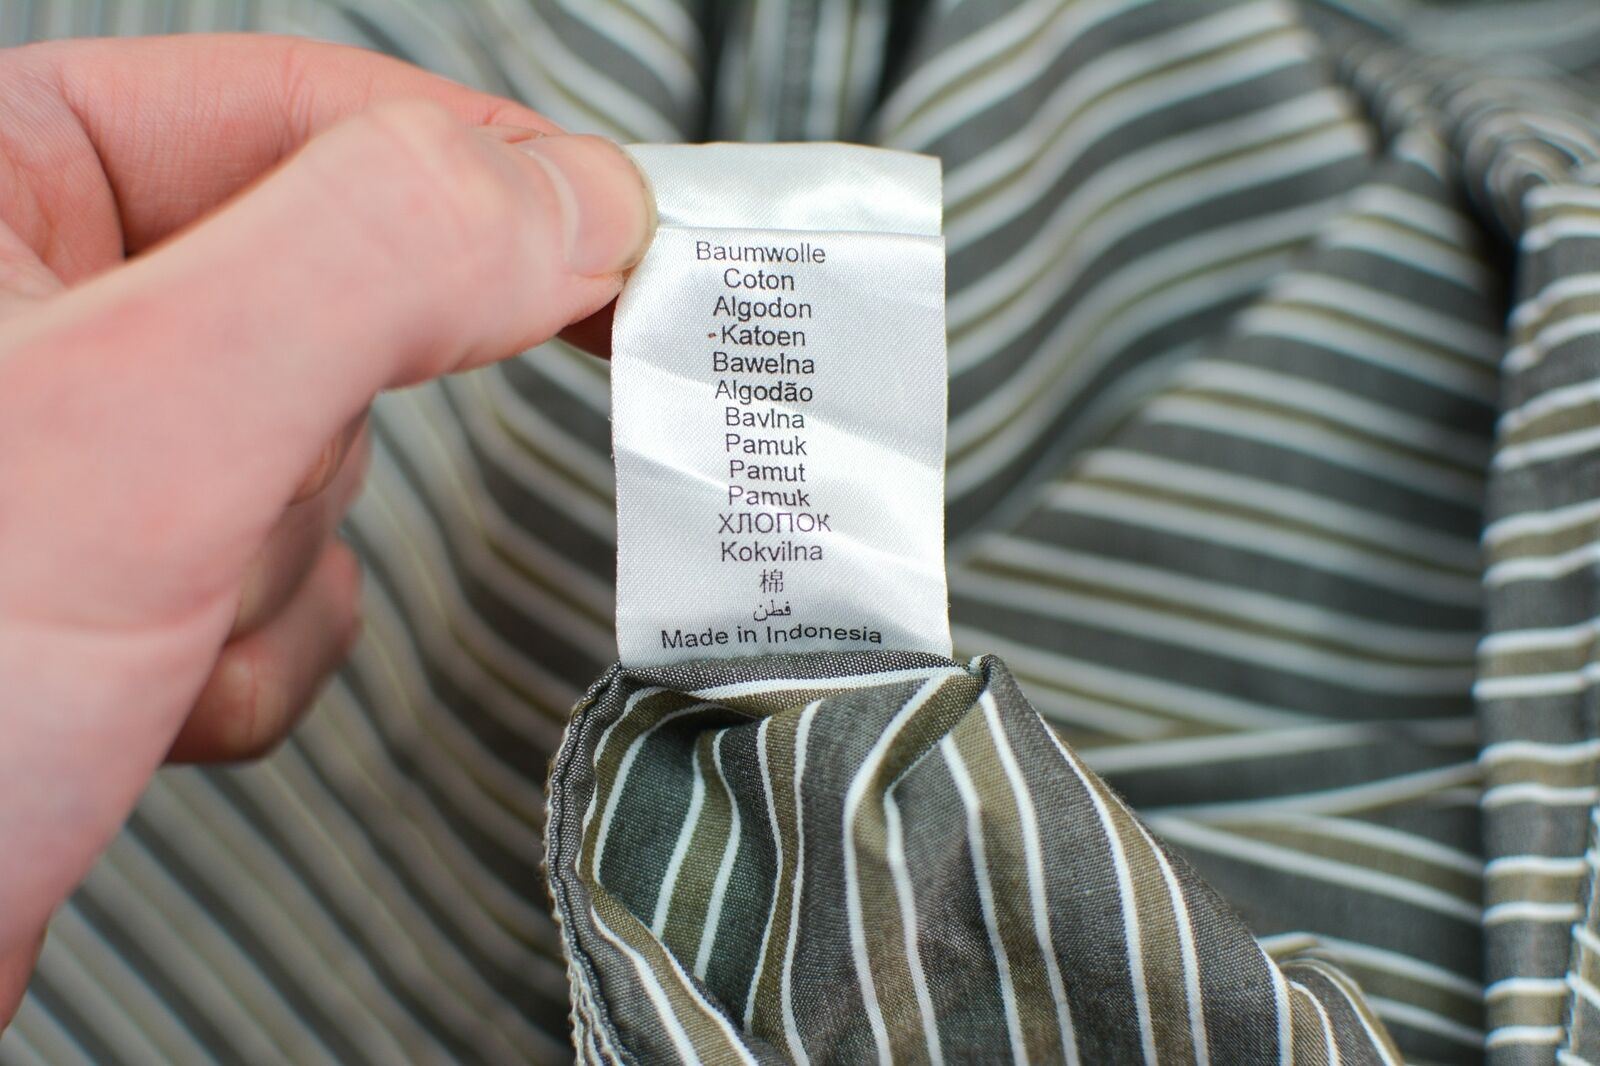 Baumwolle
Coton
Algodon
Katoen
Bawelna
Algodão
Bavlna
Pamuk
Pamut
Pamuk
ХЛОПОК
Kokvilna
棉
قطن
Made in Indonesia